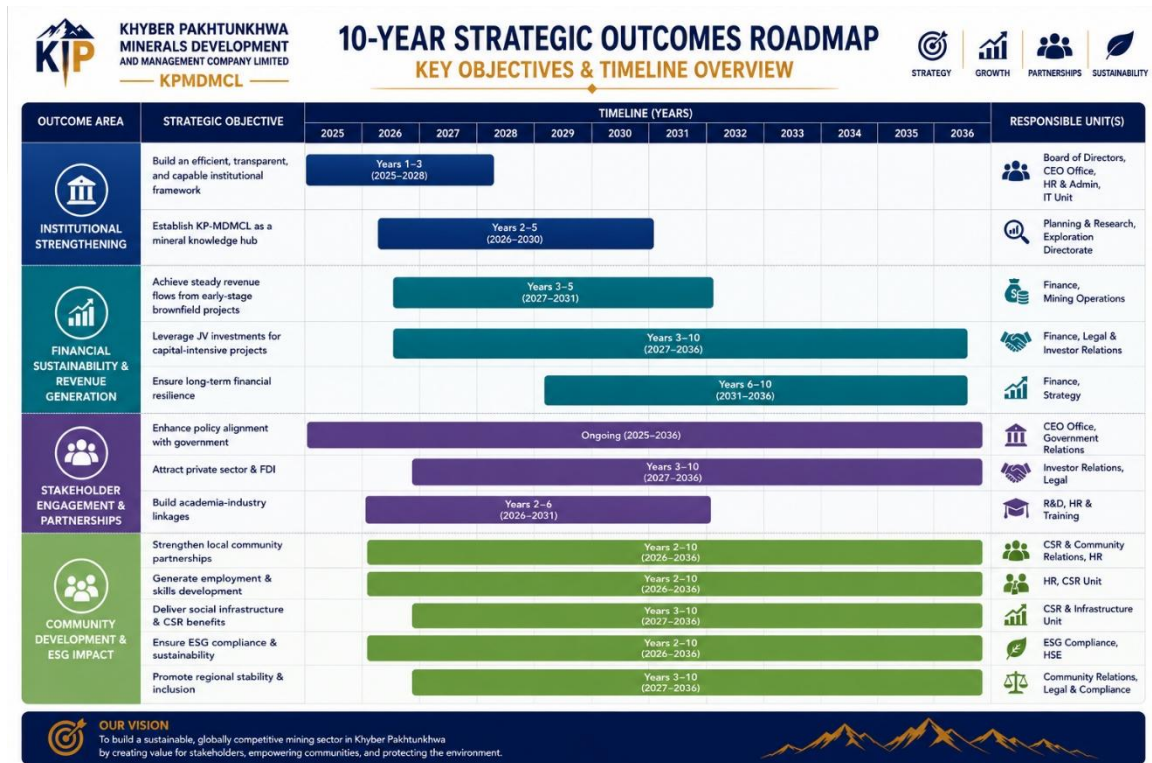 KIP
KHYBER PAKHTUNKHWA
MINERALS DEVELOPMENT
AND MANAGEMENT COMPANY LIMITED
KPMDMCL
10-YEAR STRATEGIC OUTCOMES ROADMAP
KEY OBJECTIVES & TIMELINE OVERVIEW
STRATEGY
GROWTH
PARTNERSHIPS
SUSTAINABILITY
OUTCOME AREA
STRATEGIC OBJECTIVE
TIMELINE (YEARS)
2025 2026 2027 2028 2029 2030 2031 2032 2033 2034 2035 2036
RESPONSIBLE UNIT(S)
INSTITUTIONAL
STRENGTHENING
Build an efficient, transparent,
and capable institutional
framework
Years 1–3
(2025–2028)
Board of Directors,
CEO Office,
HR & Admin,
IT Unit
Establish KP-MDMCL as a
mineral knowledge hub
Years 2–5
(2026–2030)
Planning & Research,
Exploration
Directorate
FINANCIAL
SUSTAINABILITY &
REVENUE
GENERATION
Achieve steady revenue
flows from early-stage
brownfield projects
Years 3–5
(2027–2031)
$
Finance,
Mining Operations
Leverage JV investments for
capital-intensive projects
Years 3–10
(2027–2036)
Finance, Legal &
Investor Relations
Ensure long-term financial
resilience
Years 6–10
(2031–2036)
Finance,
Strategy
STAKEHOLDER
ENGAGEMENT &
PARTNERSHIPS
Enhance policy alignment
with government
Ongoing (2025–2036)
CEO Office,
Government
Relations
Attract private sector & FDI
Years 3–10
(2027–2036)
Investor Relations,
Legal
Build academia-industry
linkages
Years 2–6
(2026–2031)
R&D, HR &
Training
COMMUNITY
DEVELOPMENT &
ESG IMPACT
Strengthen local community
partnerships
Years 2–10
(2026–2036)
CSR & Community
Relations, HR
Generate employment &
skills development
Years 2–10
(2026–2036)
HR, CSR Unit
Deliver social infrastructure
& CSR benefits
Years 3–10
(2027–2036)
CSR & Infrastructure
Unit
Ensure ESG compliance &
sustainability
Years 2–10
(2026–2036)
ESG Compliance,
HSE
Promote regional stability &
inclusion
Years 3–10
(2027–2036)
Community Relations,
Legal & Compliance
OUR VISION
To build a sustainable, globally competitive mining sector in Khyber Pakhtunkhwa
by creating value for stakeholders, empowering communities, and protecting the environment.